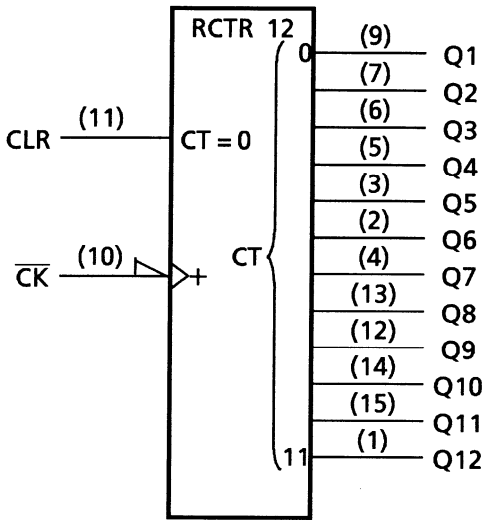 RCTR 12
0 (9) Q1
(7) Q2
(6) Q3
CLR (11) CT = 0
(5) Q4
(3) Q5
(2) Q6
CT
C̅K̅ (10) +
(4) Q7
(13) Q8
(12) Q9
(14) Q10
(15) Q11
11 (1) Q12